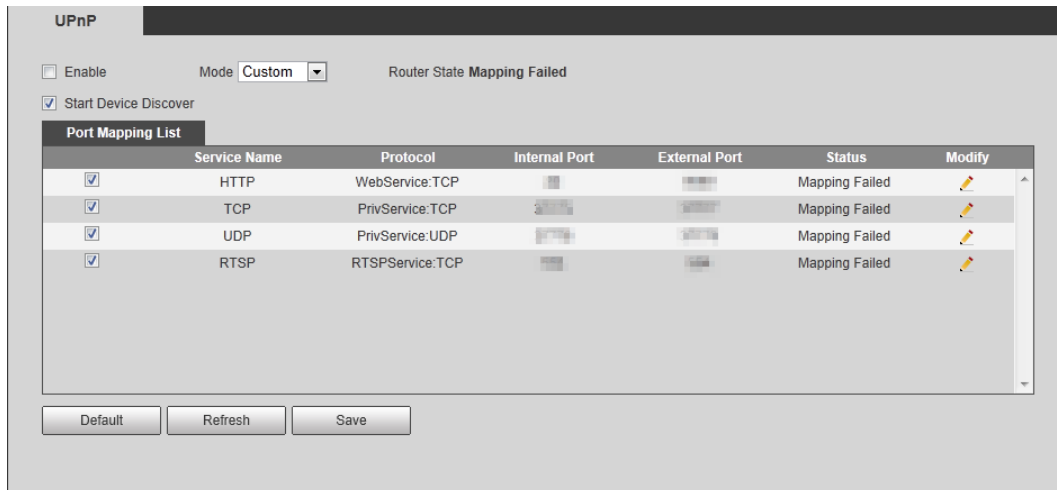 UPnP
Enable Mode Custom Router State Mapping Failed
Start Device Discover
Port Mapping List
Service Name Protocol Internal Port External Port Status Modify
HTTP WebService:TCP Mapping Failed
TCP PrivService:TCP Mapping Failed
UDP PrivService:UDP Mapping Failed
RTSP RTSPService:TCP Mapping Failed
Default Refresh Save